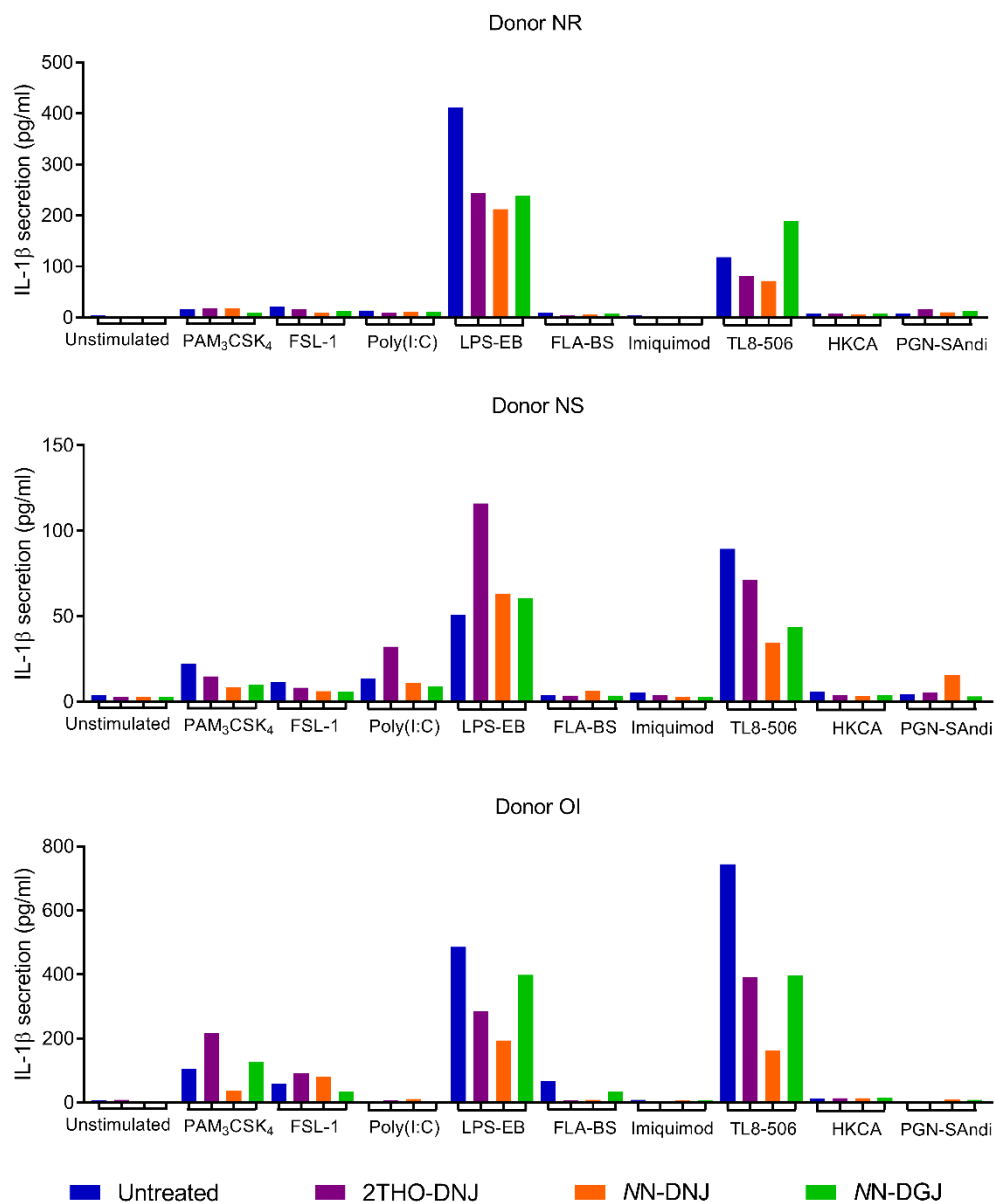 Donor NR
IL-1β secretion (pg/ml)
500
400
300
200
100
0
Unstimulated PAM₃CSK₄ FSL-1 Poly(I:C) LPS-EB FLA-BS Imiquimod TL8-506 HKCA PGN-SAndi
Donor NS
IL-1β secretion (pg/ml)
150
100
50
0
Unstimulated PAM₃CSK₄ FSL-1 Poly(I:C) LPS-EB FLA-BS Imiquimod TL8-506 HKCA PGN-SAndi
Donor OI
IL-1β secretion (pg/ml)
800
600
400
200
0
Unstimulated PAM₃CSK₄ FSL-1 Poly(I:C) LPS-EB FLA-BS Imiquimod TL8-506 HKCA PGN-SAndi
Untreated 2THO-DNJ NN-DNJ NN-DGJ